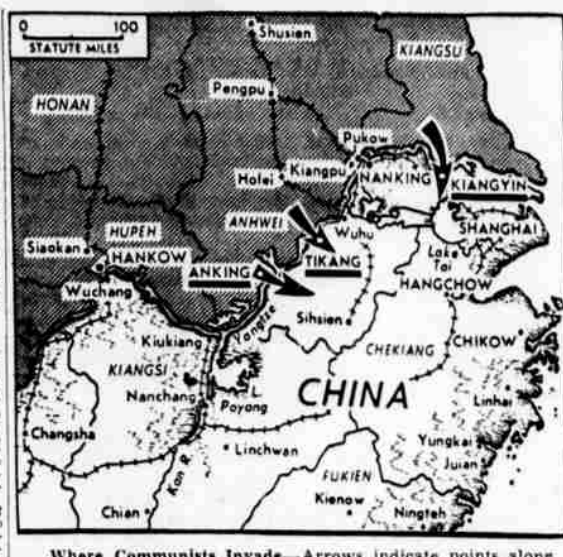 0 100
STATUTE MILES
Shusien
KIANGSU
HONAN
Pengpu
Pukow
Kiangpu
NANKING
KIANGYIN
Hofei
HUPEH
ANHWEI
Wuhu
SHANGHAI
Siaokan
HANKOW
ANKING
TIKANG
Lake
Tai
Wuchang
HANGCHOW
Yangtze
Sihsien
Kiukiang
CHEKIANG
CHIKOW
KIANGSI
CHINA
Nanchang
L.
Poyang
Linhai
Changsha
Linchwan
Yungkai
Juian
Kan R.
FUKIEN
Chian
Kienow
Ningteh
Where Communists Invade—Arrows indicate points along